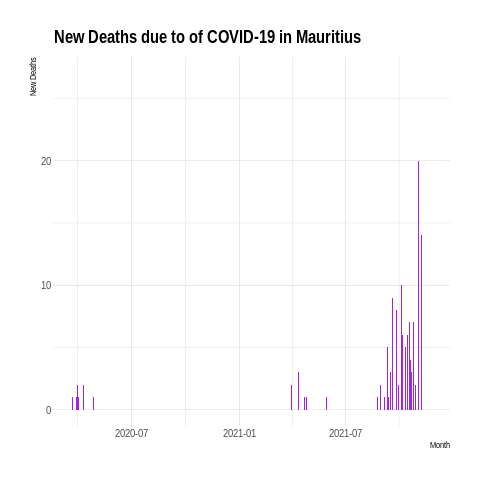 New Deaths due to of COVID-19 in Mauritius
New Deaths
20
10
0
2020-07 2021-01 2021-07
Month